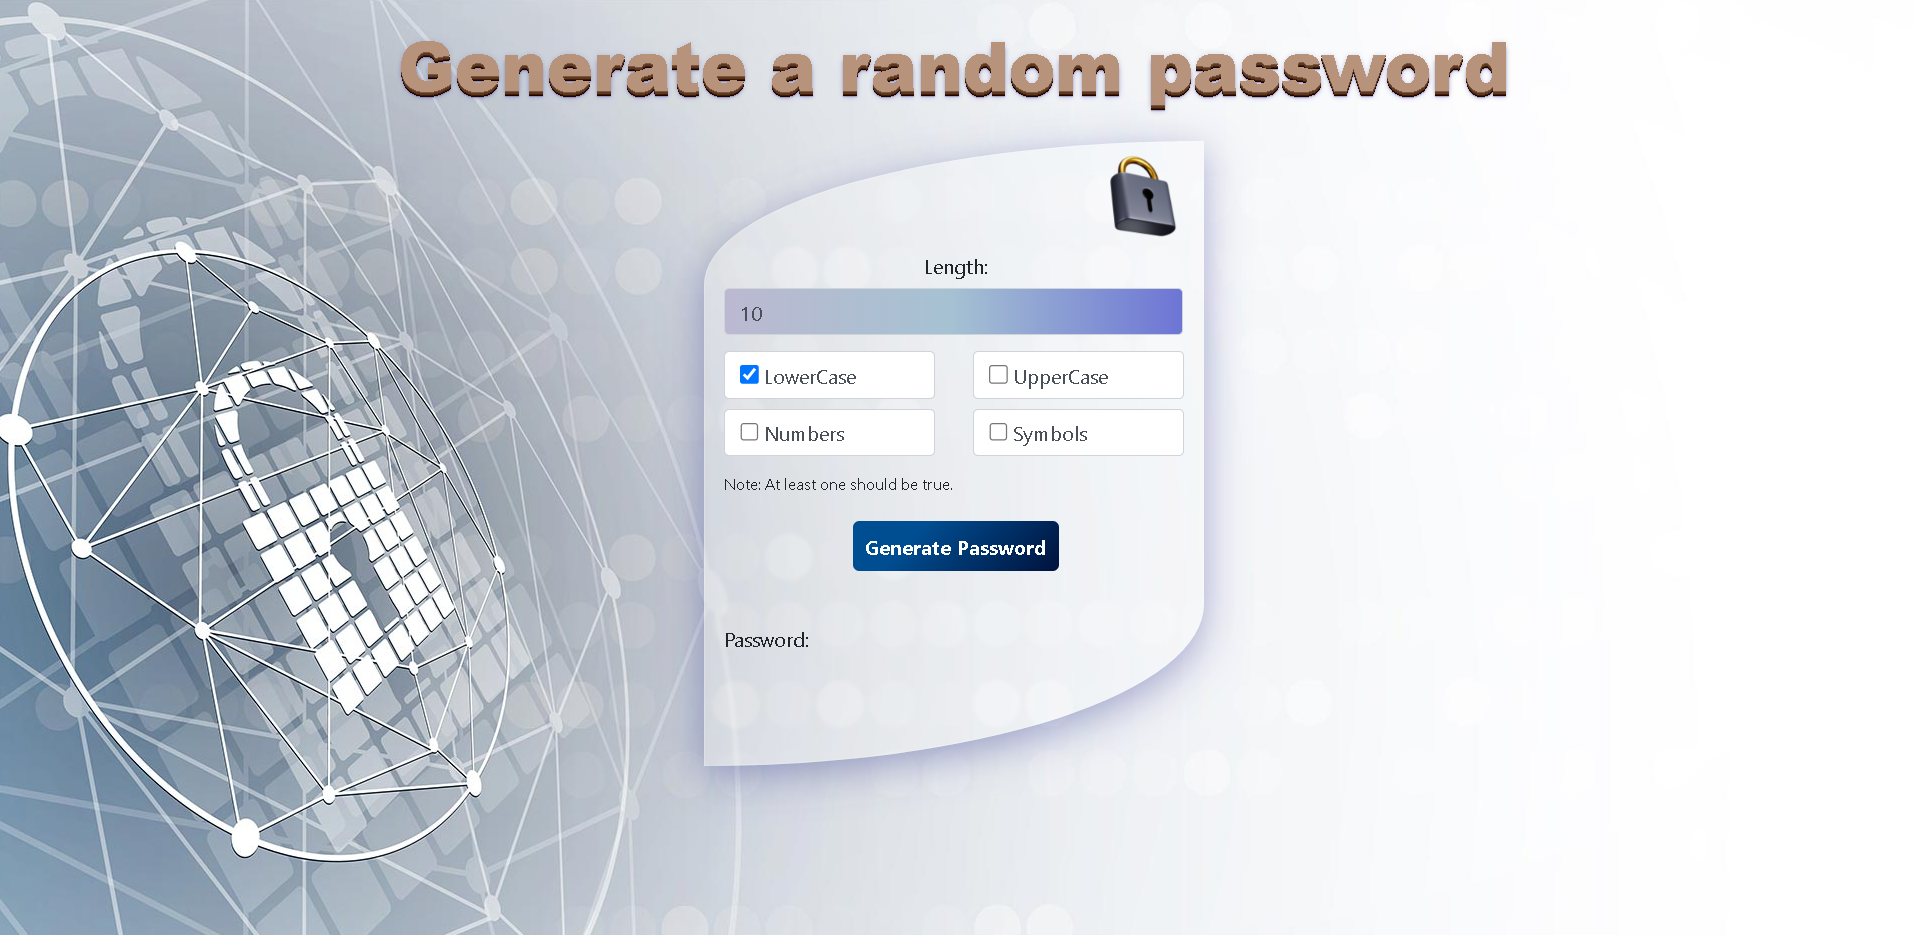 Generate a random password
Length:
10
LowerCase
UpperCase
Numbers
Symbols
Note: At least one should be true.
Generate Password
Password: